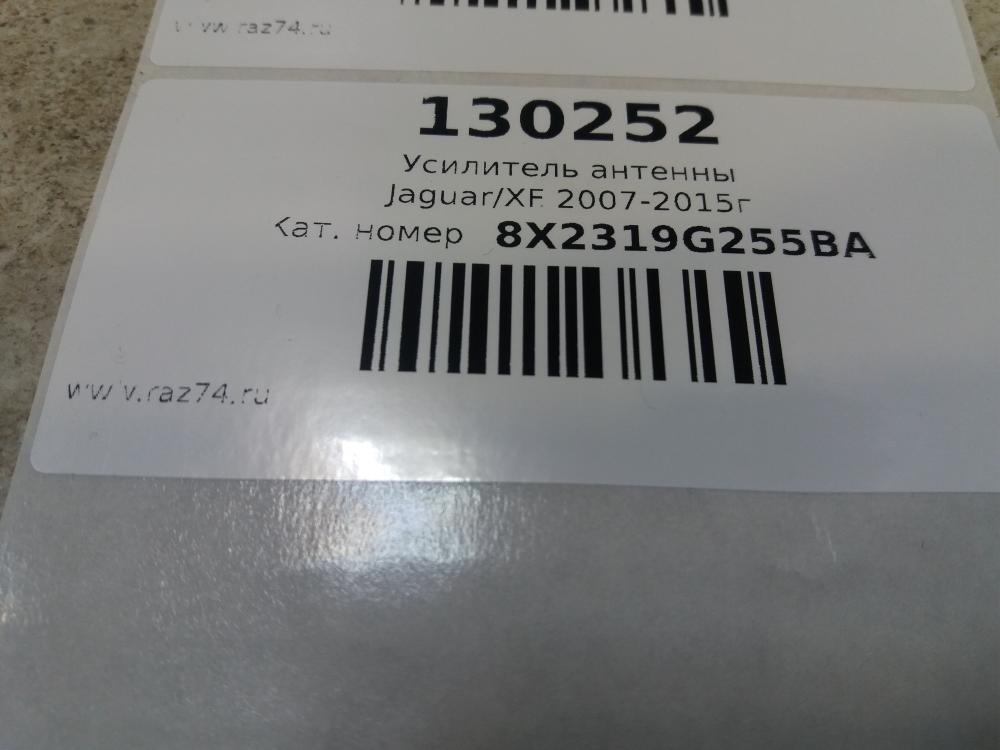 www.raz74.ru
130252
Усилитель антенны
Jaguar/XF 2007-2015г
Кат. номер 8X2319G255BA
www.raz74.ru